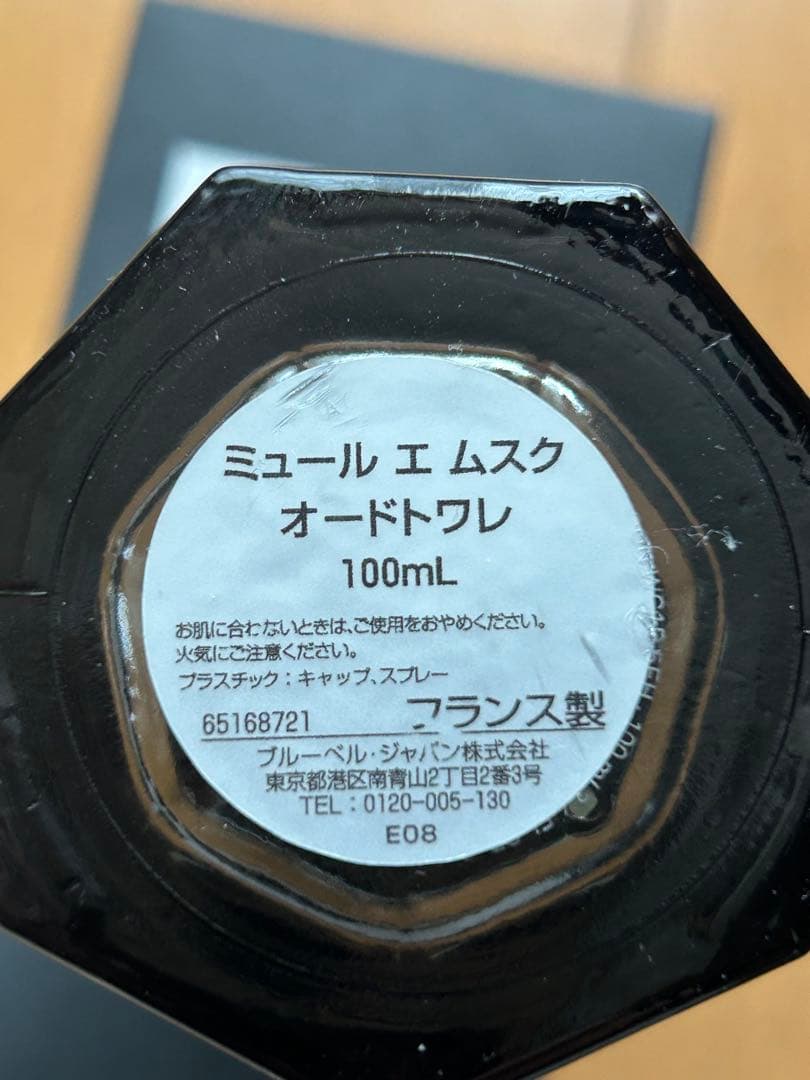 ミュール エ ムスク
オードトワレ
100mL
お肌に合わないときは、ご使用をおやめください。
火気にご注意ください。
プラスチック：キャップ、スプレー
65168721 フランス製
ブルーベル・ジャパン株式会社
東京都港区南青山2丁目2番3号
TEL：0120-005-130
E08